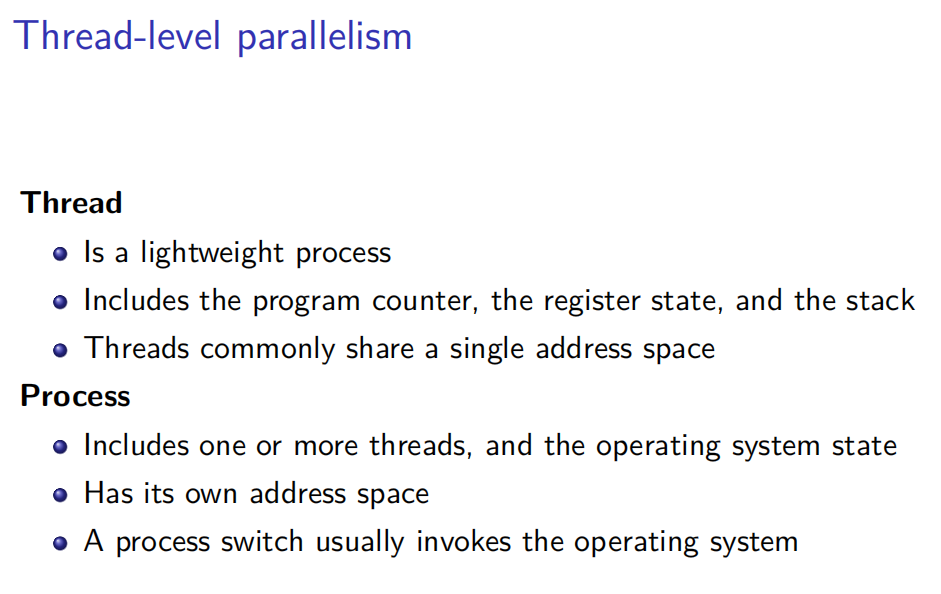 Thread-level parallelism
Thread
Is a lightweight process
Includes the program counter, the register state, and the stack
Threads commonly share a single address space
Process
Includes one or more threads, and the operating system state
Has its own address space
A process switch usually invokes the operating system